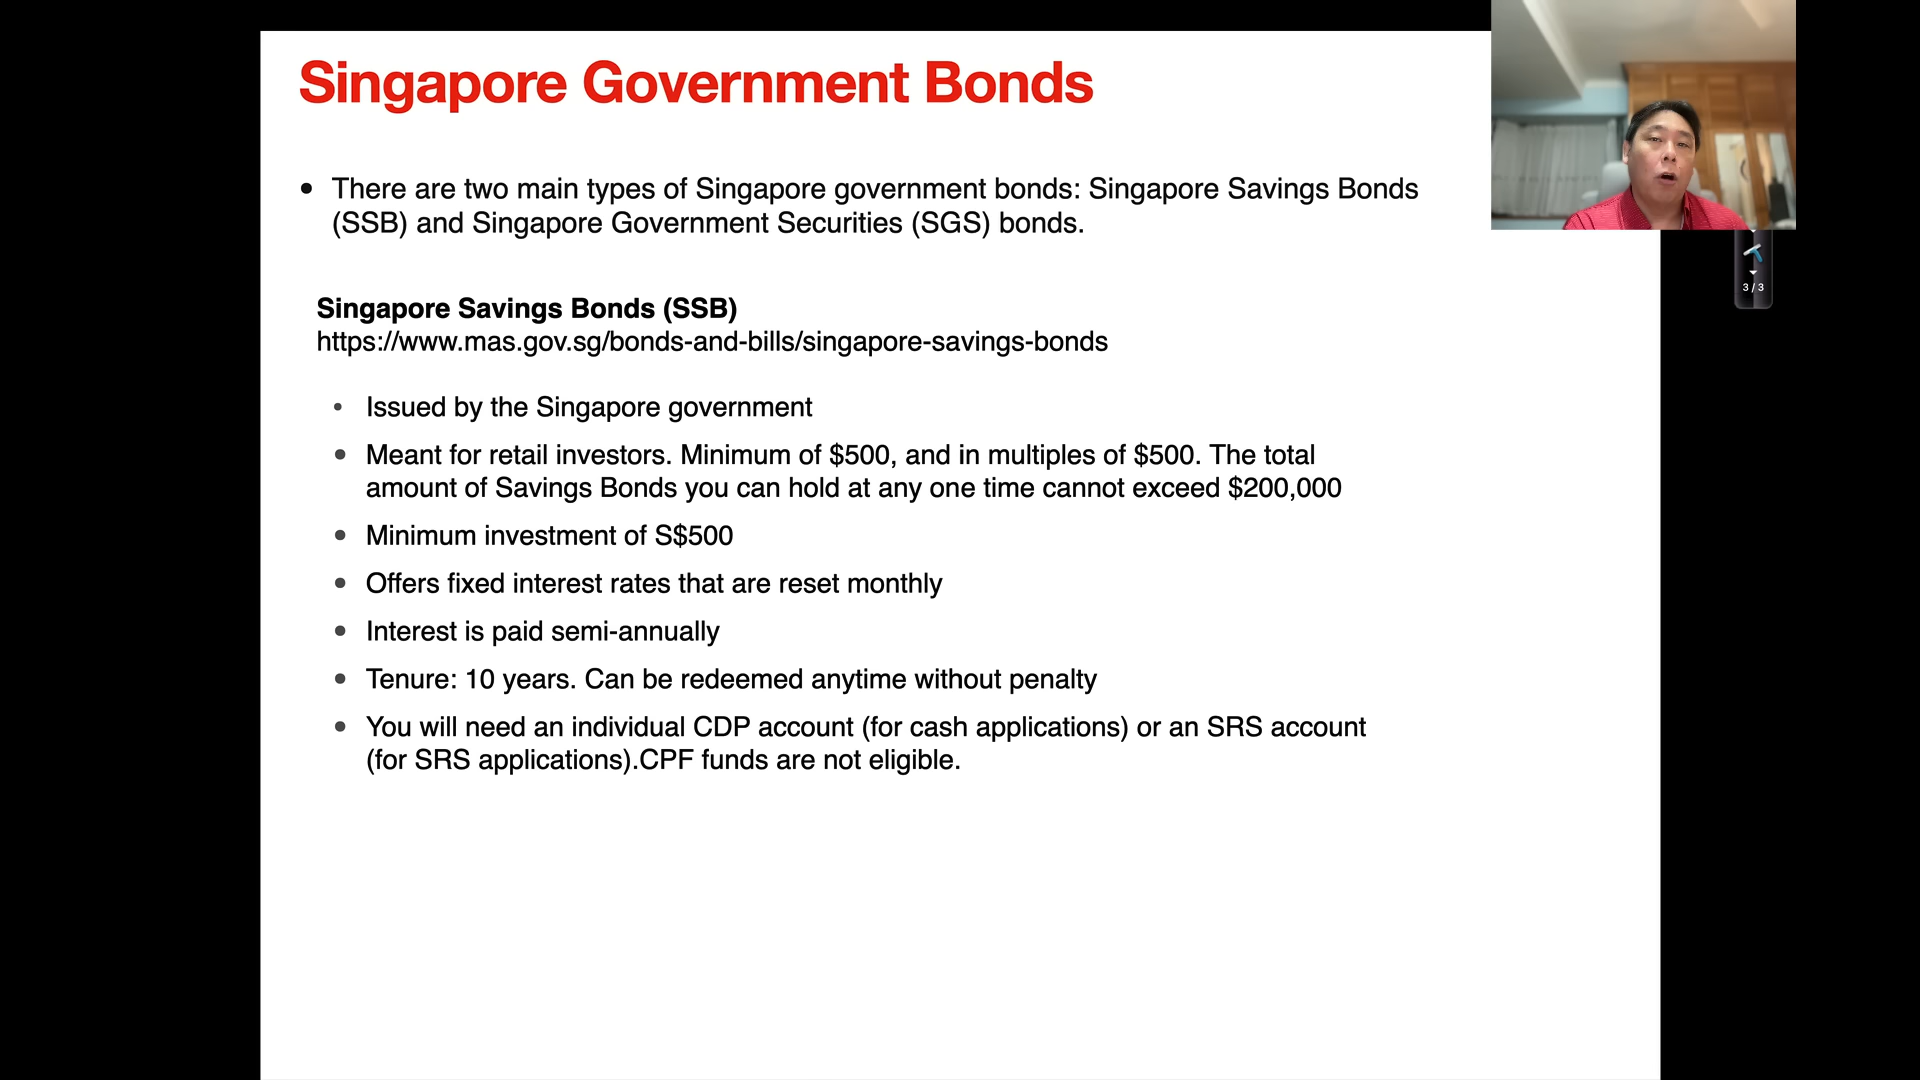 Singapore Government Bonds
• There are two main types of Singapore government bonds: Singapore Savings Bonds
(SSB) and Singapore Government Securities (SGS) bonds.
Singapore Savings Bonds (SSB)
https://www.mas.gov.sg/bonds-and-bills/singapore-savings-bonds
• Issued by the Singapore government
• Meant for retail investors. Minimum of $500, and in multiples of $500. The total
amount of Savings Bonds you can hold at any one time cannot exceed $200,000
• Minimum investment of S$500
• Offers fixed interest rates that are reset monthly
• Interest is paid semi-annually
• Tenure: 10 years. Can be redeemed anytime without penalty
• You will need an individual CDP account (for cash applications) or an SRS account
(for SRS applications).CPF funds are not eligible.
3/3